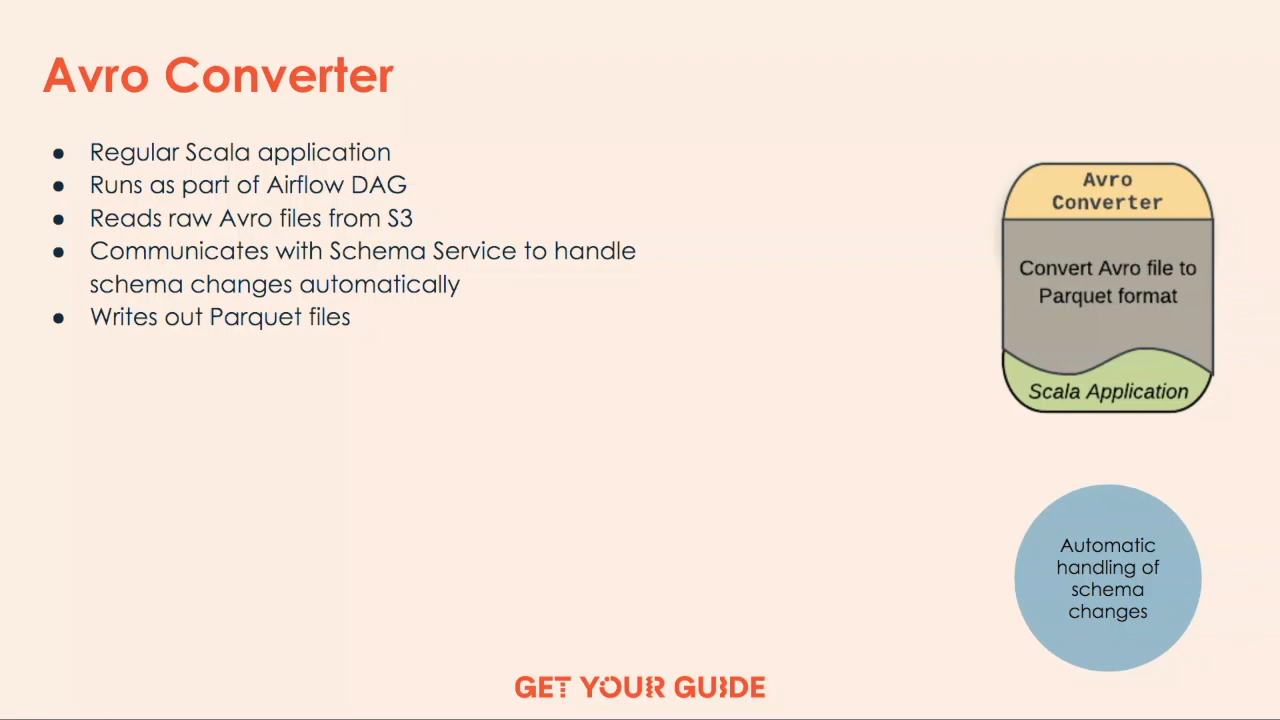 Avro Converter
● Regular Scala application
● Runs as part of Airflow DAG
● Reads raw Avro files from S3
● Communicates with Schema Service to handle
schema changes automatically
● Writes out Parquet files
Avro
Converter
Convert Avro file to
Parquet format
Scala Application
Automatic
handling of
schema
changes
GET YOUR GUIDE